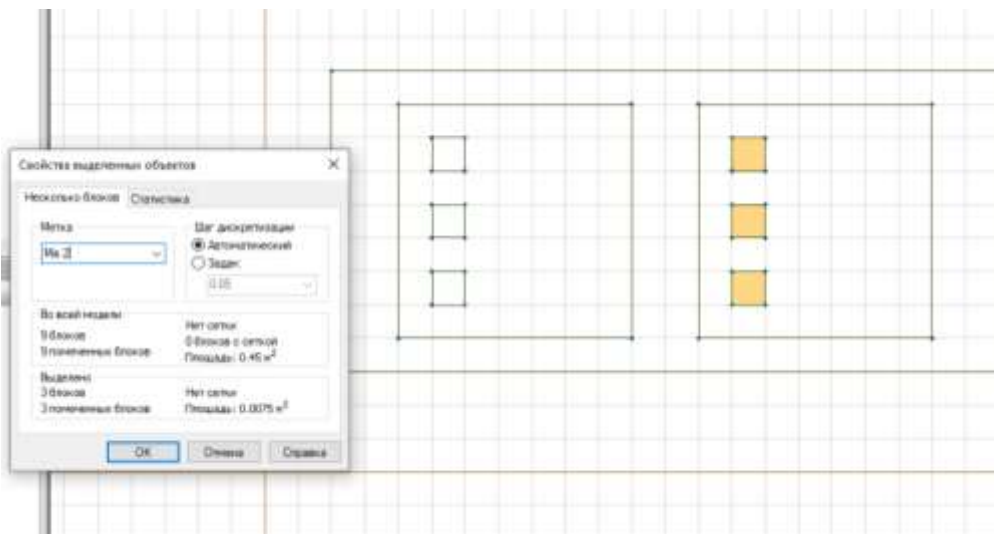 Свойства выделенных объектов
Несколько блоков Статистика
Метка
Шаг дискретизации
Автоматический
Задан:
0.05
Во всей модели
9 блоков
9 помеченных блоков
Нет сетки
0 блоков с сеткой
Площадь: 0.45 м²
Выделено
3 блоков
3 помеченных блоков
Нет сетки
Площадь: 0.0075 м²
OK Отмена Справка